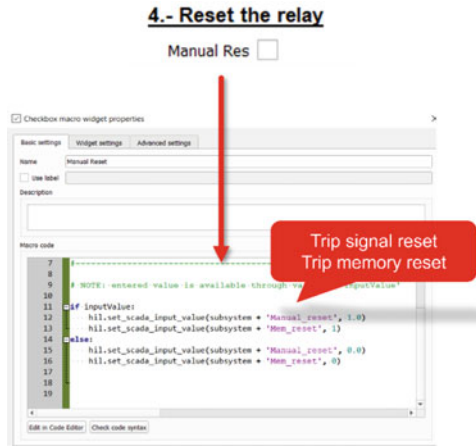 4.- Reset the relay
Manual Res
Checkbox macro widget properties
Basic settings Widget settings Advanced settings
Name Manual Reset
Use label
Description
Macro code
7 #
8
9 # NOTE: entered value is available through va 'inputValue'
10
11 if inputValue:
12 hil.set_scada_input_value(subsystem + "Manual_reset", 1.0)
13 hil.set_scada_input_value(subsystem + "Mem_reset", 1)
14 else:
15 hil.set_scada_input_value(subsystem + "Manual_reset", 0.0)
16 hil.set_scada_input_value(subsystem + "Mem_reset", 0)
17
18
19
Trip signal reset
Trip memory reset
Edit in Code Editor Check code syntax